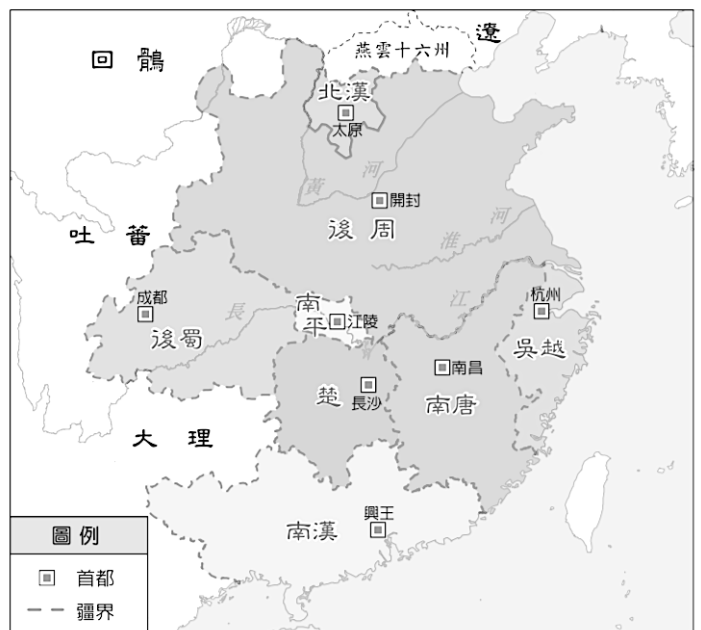 遼
回鶻
燕雲十六州
北漢
太原
黃河
開封
後周
淮河
吐蕃
成都
後蜀
長江
南平
江陵
杭州
吳越
南昌
南唐
楚
長沙
大理
興王
南漢
圖例
首都
疆界